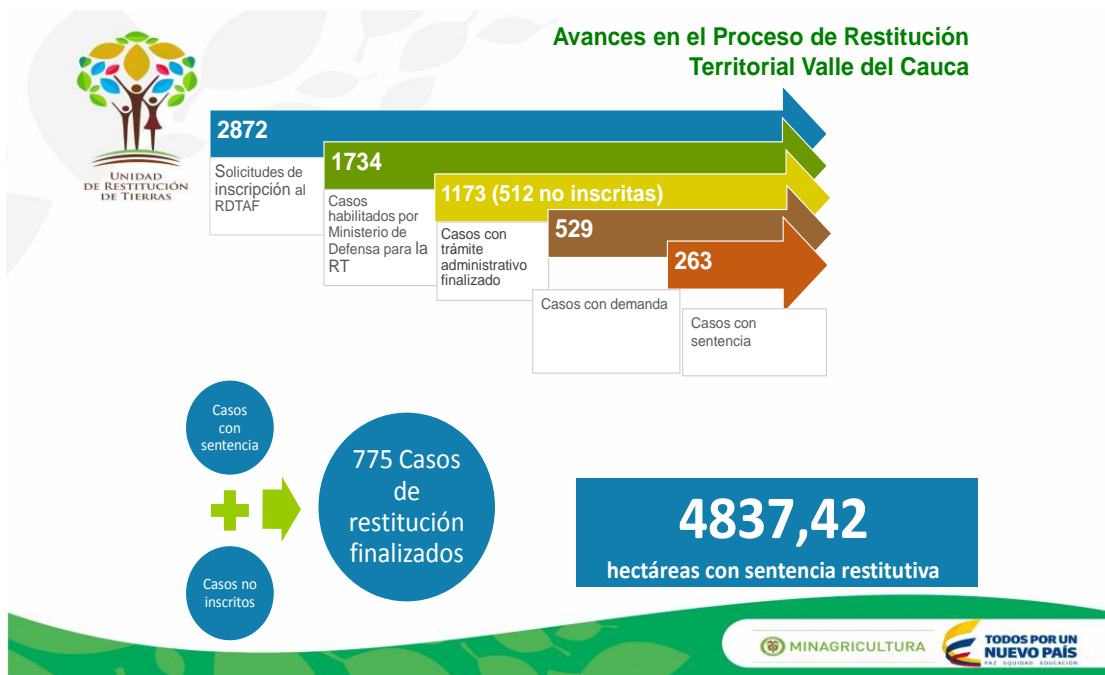 Avances en el Proceso de Restitución
Territorial Valle del Cauca
UNIDAD
DE RESTITUCIÓN
DE TIERRAS
2872
Solicitudes de
inscripción al
RDTAF
1734
Casos
habilitados por
Ministerio de
Defensa para la
RT
1173 (512 no inscritas)
Casos con
trámite
administrativo
finalizado
529
Casos con demanda
263
Casos con
sentencia
Casos
con
sentencia
Casos no
inscritos
775 Casos
de
restitución
finalizados
4837,42
hectáreas con sentencia restitutiva
MINAGRICULTURA
TODOS POR UN
NUEVO PAÍS
PAZ EQUIDAD EDUCACIÓN